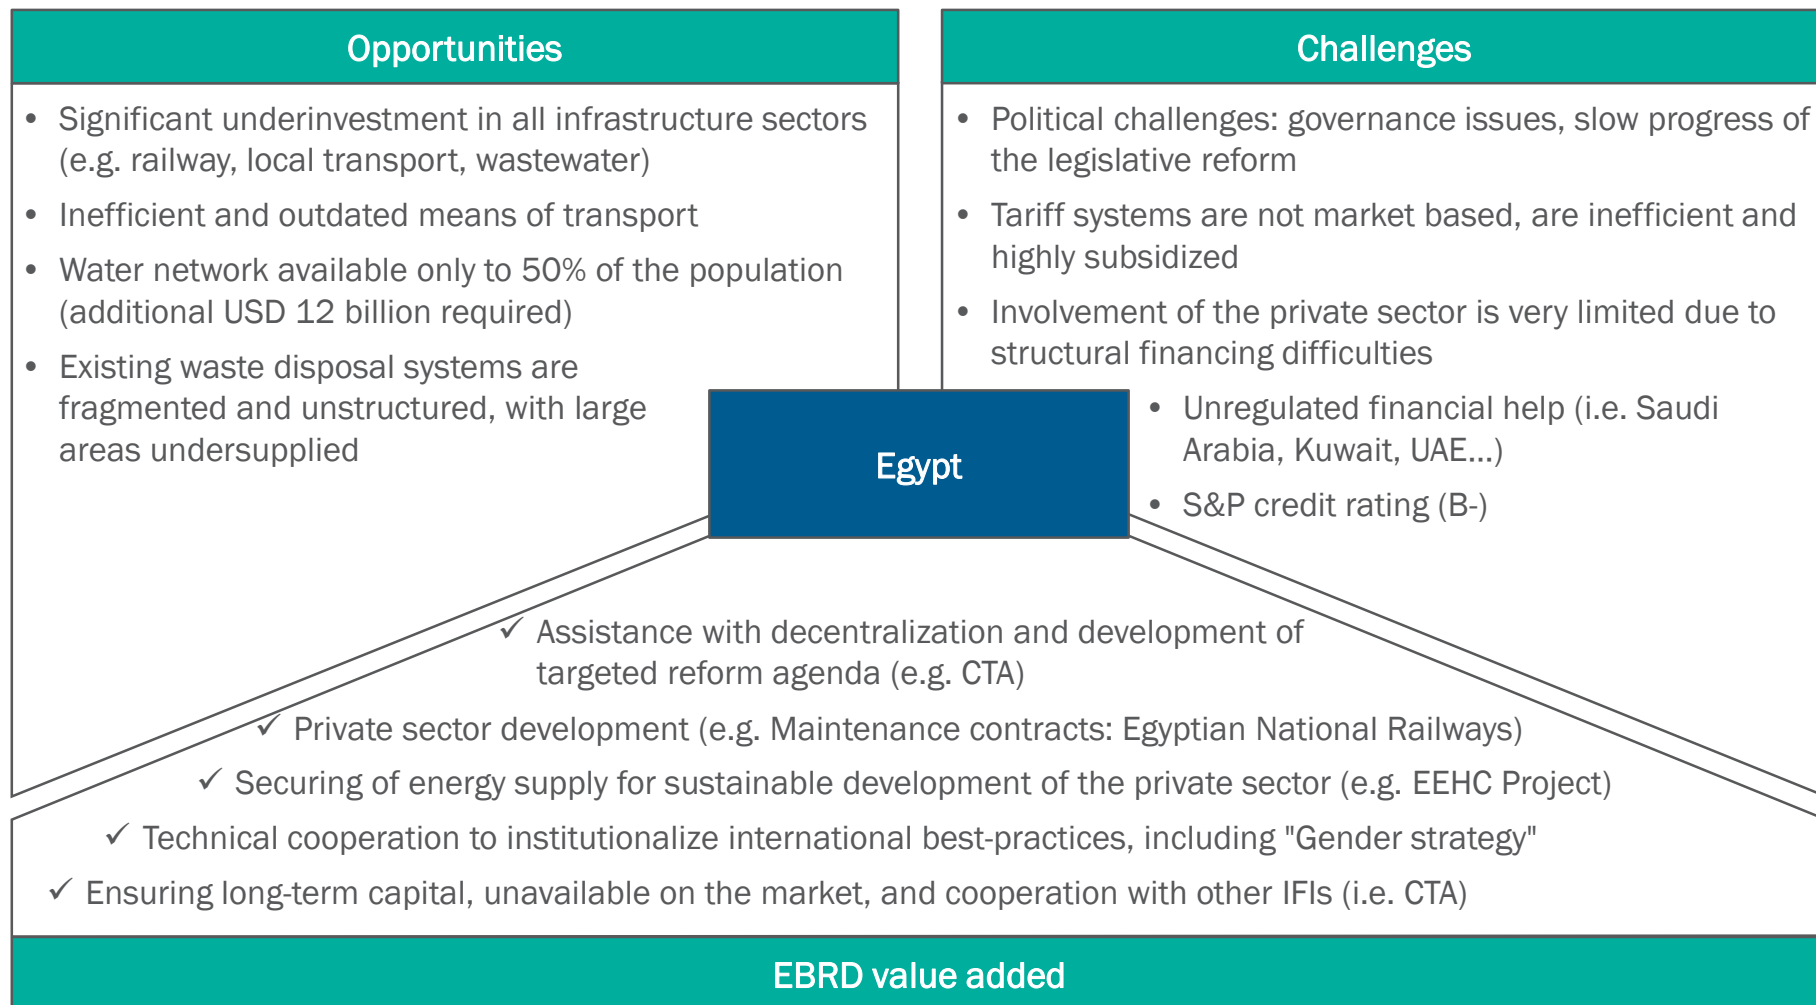 Opportunities
• Significant underinvestment in all infrastructure sectors
(e.g. railway, local transport, wastewater)
• Inefficient and outdated means of transport
• Water network available only to 50% of the population
(additional USD 12 billion required)
• Existing waste disposal systems are
fragmented and unstructured, with large
areas undersupplied
Challenges
• Political challenges: governance issues, slow progress of
the legislative reform
• Tariff systems are not market based, are inefficient and
highly subsidized
• Involvement of the private sector is very limited due to
structural financing difficulties
• Unregulated financial help (i.e. Saudi
Arabia, Kuwait, UAE...)
• S&P credit rating (B-)
Egypt
✓ Assistance with decentralization and development of
targeted reform agenda (e.g. CTA)
✓ Private sector development (e.g. Maintenance contracts: Egyptian National Railways)
✓ Securing of energy supply for sustainable development of the private sector (e.g. EEHC Project)
✓ Technical cooperation to institutionalize international best-practices, including "Gender strategy"
✓ Ensuring long-term capital, unavailable on the market, and cooperation with other IFIs (i.e. CTA)
EBRD value added